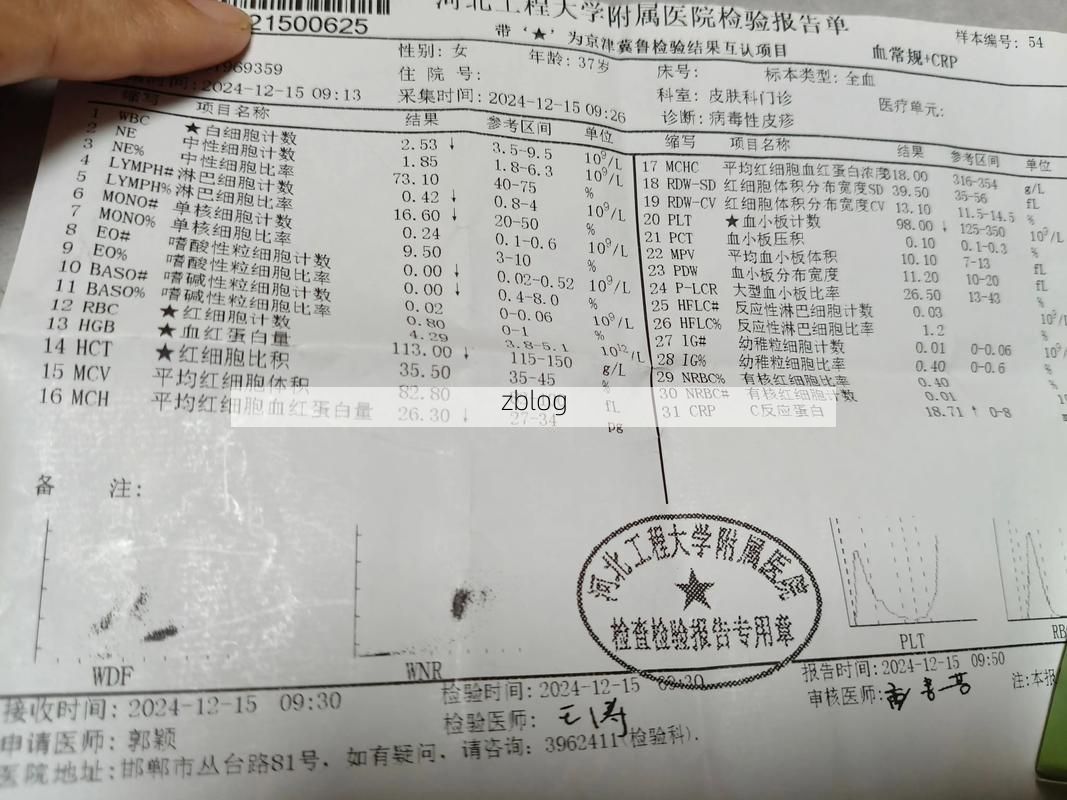 21500625
河北工程大学附属医院检验报告单
带‘★’为京津冀鲁检验结果互认项目
血常规+CRP
样本编号: 54
1969359
性别: 女
年龄: 37岁
床号:
标本类型: 全血
时间: 2024-12-15 09:13
住 院 号:
科室: 皮肤科门诊
医疗单元:
采集时间: 2024-12-15 09:26
诊断: 病毒性皮疹
缩写 项目名称 结果 参考区间 单位
1 WBC ★白细胞计数 2.53 ↓ 3.5-9.5 10^9/L
2 NE 中性细胞计数 1.85 1.8-6.3 10^9/L
3 NE% 中性细胞比率 73.10 40-75 %
4 LYMPH# 淋巴细胞计数 0.42 ↓ 0.8-4 10^9/L
5 LYMPH% 淋巴细胞比率 16.60 ↓ 20-50 %
6 MONO# 单核细胞计数 0.24 0.1-0.6 10^9/L
7 MONO% 单核细胞比率 9.50 3-10 %
8 EO# 嗜酸性粒细胞计数 0.00 ↓ 0.02-0.52 10^9/L
9 EO% 嗜酸性粒细胞比率 0.00 ↓ 0.4-8.0 %
10 BASO# 嗜碱性粒细胞计数 0.02 0-0.06 10^9/L
11 BASO% 嗜碱性粒细胞比率 0.80 0-1 %
12 RBC ★红细胞计数 4.29 3.8-5.1 10^12/L
13 HGB ★血红蛋白量 113.00 ↓ 115-150 g/L
14 HCT ★红细胞比积 35.50 35-45 %
15 MCV 平均红细胞体积 82.80 fL
16 MCH 平均红细胞血红蛋白量 26.30 ↓ 27-34 pg
缩写 项目名称 结果 参考区间 单位
17 MCHC 平均红细胞血红蛋白浓度 318.00 316-354 g/L
18 RDW-SD 红细胞体积分布宽度SD 39.50 35-56 fL
19 RDW-CV 红细胞体积分布宽度CV 13.10 11.5-14.5 %
20 PLT ★血小板计数 98.00 ↓ 125-350 10^9/L
21 PCT 血小板压积 0.10 0.1-0.3 %
22 MPV 平均血小板体积 10.10 7-13 fL
23 PDW 血小板分布宽度 11.20 10-20 fL
24 P-LCR 大型血小板比率 26.50 13-43 %
25 HFLC# 反应性淋巴细胞计数 0.03
26 HFLC% 反应性淋巴细胞比率 1.2 %
27 IG# 幼稚粒细胞计数 0.01 0-0.06
28 IG% 幼稚粒细胞比率 0.40 0-0.6 %
29 NRBC% 有核红细胞比率 0.40 %
30 NRBC# 有核红细胞计数 0.01
31 CRP C反应蛋白 18.71 ↑ 0-8
zblog
备 注:
河北工程大学附属医院
检查检验报告专用章
WDF
WNR
PLT
RB
接收时间: 2024-12-15 09:30
检验时间: 2024-12-15 09:30
报告时间: 2024-12-15 09:50
申请医师: 郭颖
检验医师: 王涛
审核医师:
注:本报
医院地址: 邯郸市丛台路81号, 如有疑问, 请咨询: 3962411(检验科).